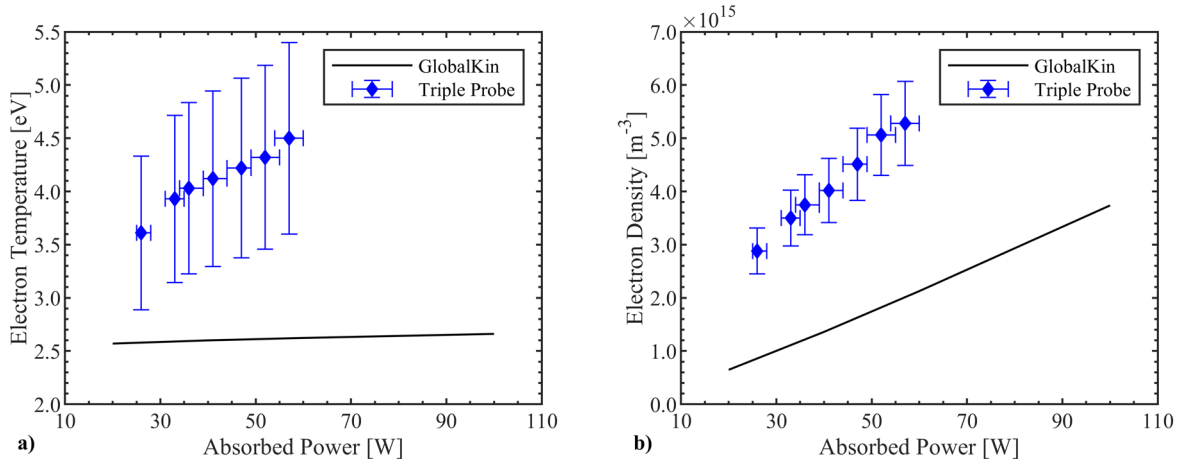 5.5
5.0
4.5
4.0
3.5
3.0
2.5
2.0
Electron Temperature [eV]
GlobalKin
Triple Probe
10 30 50 70 90 110
Absorbed Power [W]
a)
×10¹⁵
7.0
6.0
5.0
4.0
3.0
2.0
1.0
0.0
Electron Density [m⁻³]
GlobalKin
Triple Probe
10 30 50 70 90 110
Absorbed Power [W]
b)